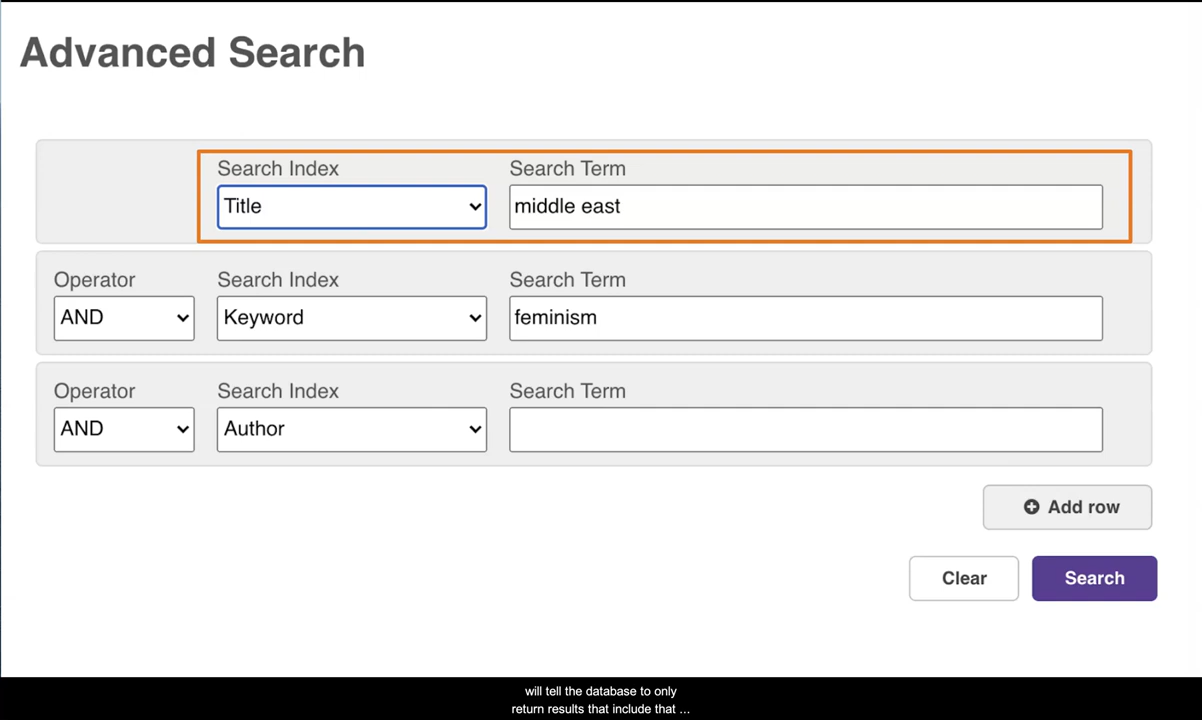 Advanced Search
Search Index Search Term
Title middle east
Operator Search Index Search Term
AND Keyword feminism
Operator Search Index Search Term
AND Author
Add row
Clear Search
will tell the database to only
return results that include that ...